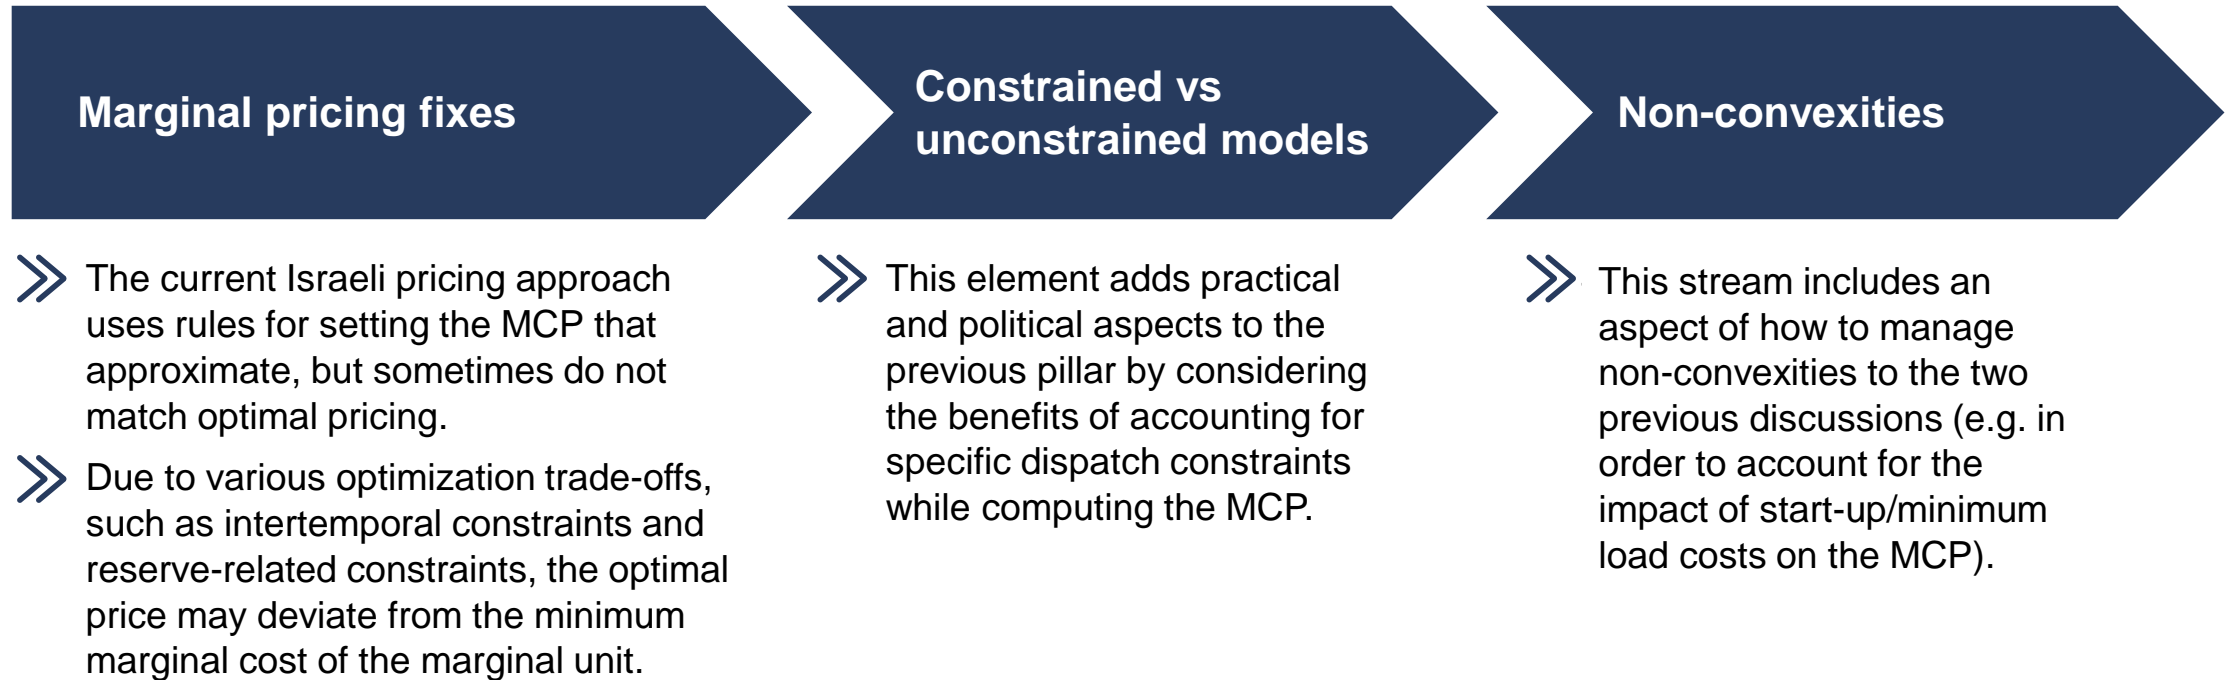 Marginal pricing fixes
The current Israeli pricing approach
uses rules for setting the MCP that
approximate, but sometimes do not
match optimal pricing.
Due to various optimization trade-offs,
such as intertemporal constraints and
reserve-related constraints, the optimal
price may deviate from the minimum
marginal cost of the marginal unit.
Constrained vs
unconstrained models
This element adds practical
and political aspects to the
previous pillar by considering
the benefits of accounting for
specific dispatch constraints
while computing the MCP.
Non-convexities
This stream includes an
aspect of how to manage
non-convexities to the two
previous discussions (e.g. in
order to account for the
impact of start-up/minimum
load costs on the MCP).